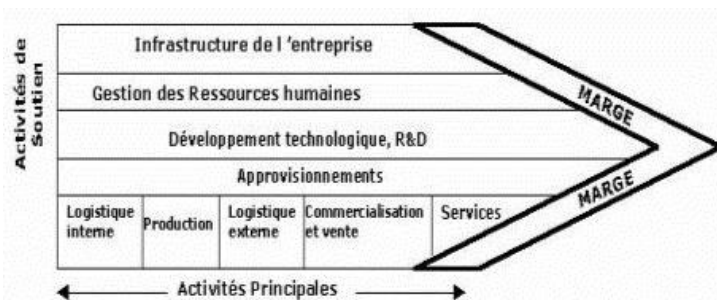 Activités de
Soutien
Infrastructure de l 'entreprise
Gestion des Ressources humaines
Développement technologique, R&D
Approvisionnements
MARGE
MARGE
Logistique
interne
Production
Logistique
externe
Commercialisation
et vente
Services
Activités Principales